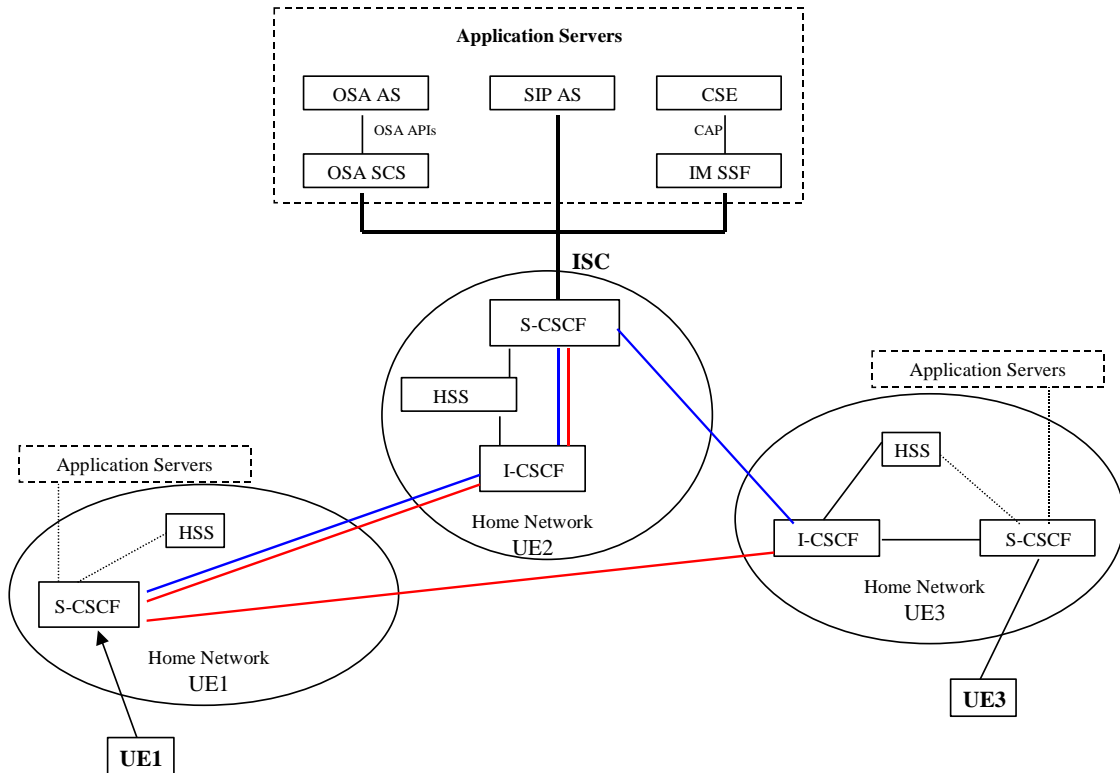 Application Servers
OSA AS
SIP AS
CSE
OSA APIs
CAP
OSA SCS
IM SSF
ISC
S-CSCF
HSS
I-CSCF
Home Network
UE2
Application Servers
HSS
I-CSCF
S-CSCF
Home Network
UE3
UE3
Application Servers
HSS
S-CSCF
Home Network
UE1
UE1